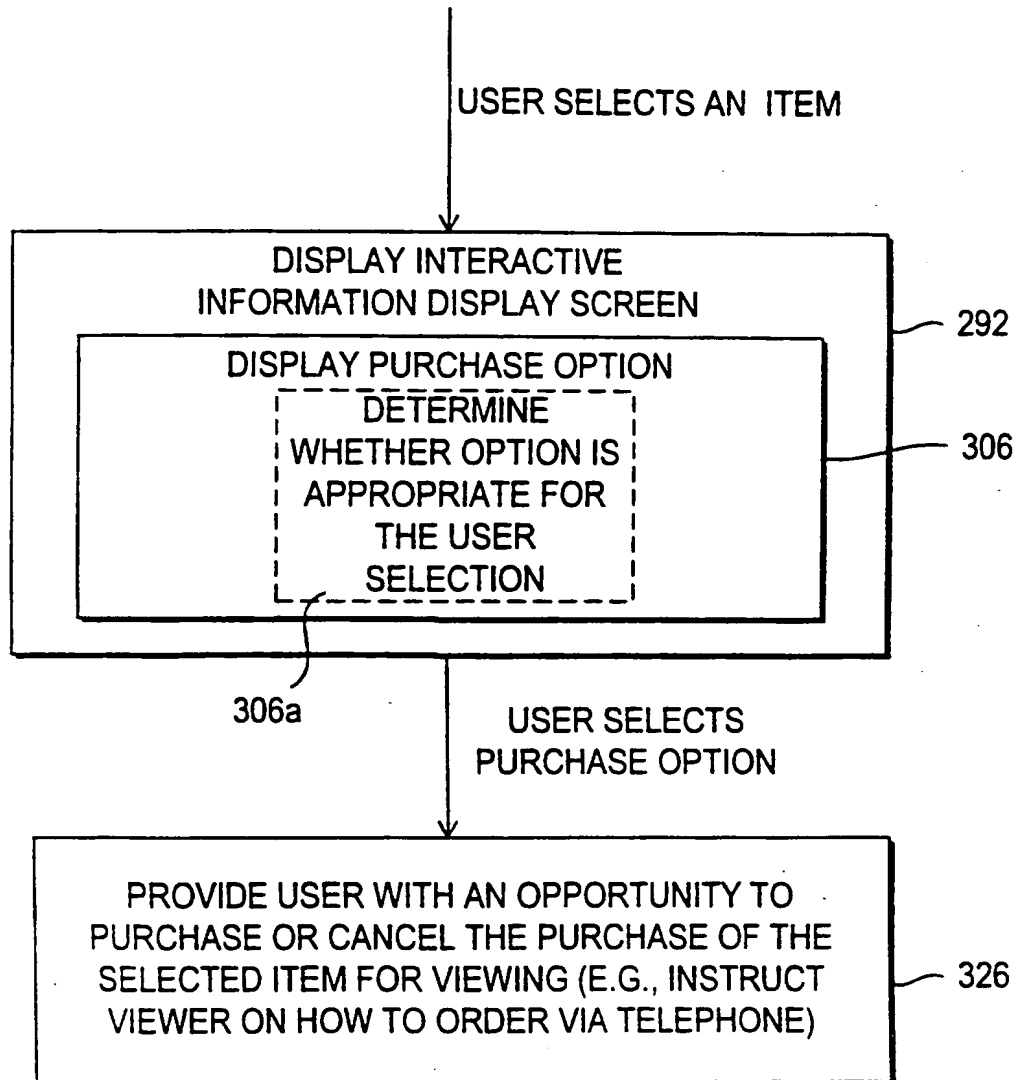 USER SELECTS AN ITEM
DISPLAY INTERACTIVE
INFORMATION DISPLAY SCREEN
292
DISPLAY PURCHASE OPTION
DETERMINE
WHETHER OPTION IS
APPROPRIATE FOR
THE USER
SELECTION
306
306a
USER SELECTS
PURCHASE OPTION
PROVIDE USER WITH AN OPPORTUNITY TO
PURCHASE OR CANCEL THE PURCHASE OF THE
SELECTED ITEM FOR VIEWING (E.G., INSTRUCT
VIEWER ON HOW TO ORDER VIA TELEPHONE)
326